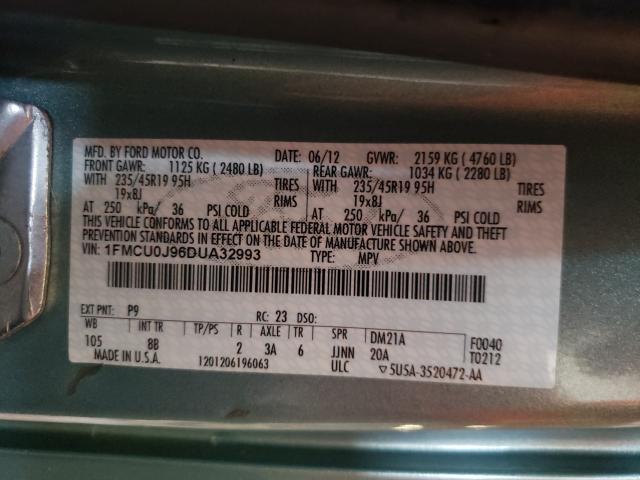 MFD. BY FORD MOTOR CO. DATE: 06/12 GVWR: 2159 KG ( 4760 LB)
FRONT GAWR: 1125 KG ( 2480 LB) REAR GAWR: 1034 KG ( 2280 LB)
WITH 235/45R19 95H TIRES WITH 235/45R19 95H TIRES
19x8J RIMS 19x8J RIMS
AT 250 kPa/ 36 PSI COLD AT 250 kPa/ 36 PSI COLD
THIS VEHICLE CONFORMS TO ALL APPLICABLE FEDERAL MOTOR VEHICLE SAFETY AND THEFT
PREVENTION STANDARDS IN EFFECT ON THE DATE OF MANUFACTURE SHOWN ABOVE.
VIN: 1FMCU0J96DUA32993 TYPE: MPV
EXT PNT: P9 RC: 23 DSO:
WB INT TR TP/PS R AXLE TR SPR DM21A F0040
105 8B 2 3A 6 JJNN 20A T0212
MADE IN U.S.A. 1201206196063 ULC ▽5USA-3520472-AA